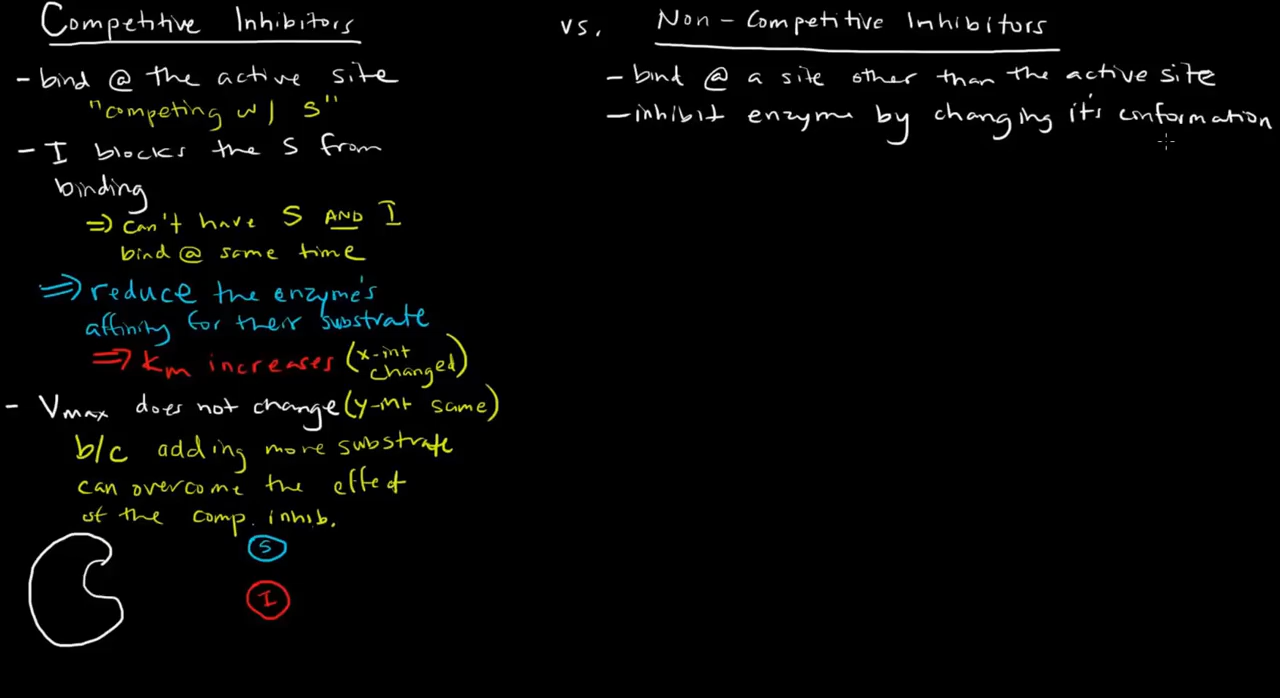 Competitive Inhibitors
- bind @ the active site
"competing w/ S"
- I blocks the S from
binding
=> can't have S AND I
bind @ same time
=> reduce the enzyme's
affinity for their substrate
=> Km increases (x-int
changed)
- Vmax does not change (y-int same)
b/c adding more substrate
can overcome the effect
of the comp. inhib.
S
I
vs.
Non-Competitive Inhibitors
- bind @ a site other than the active site
- inhibit enzyme by changing it's conformation